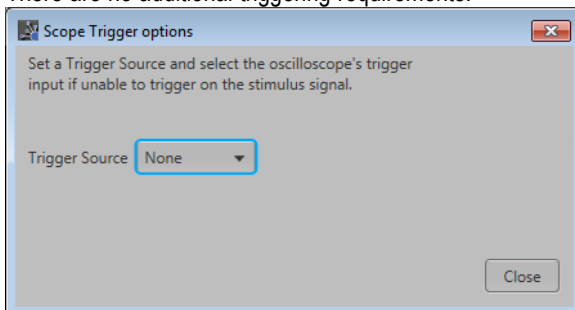 There are no additional triggering requirements.
Scope Trigger options
Set a Trigger Source and select the oscilloscope's trigger
input if unable to trigger on the stimulus signal.
Trigger Source None
Close